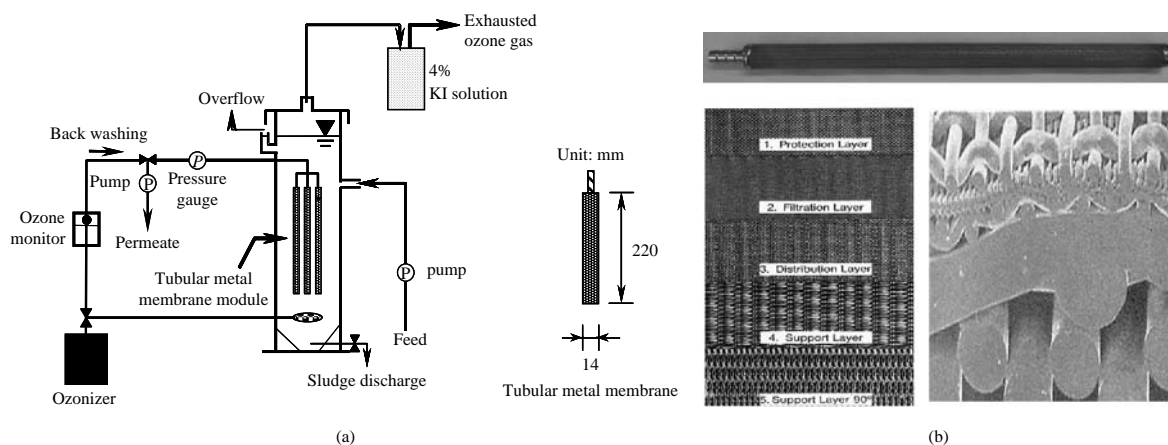 Exhausted
ozone gas
4%
KI solution
Overflow
Back washing
Pump
P
P
Pressure
gauge
Ozone
monitor
Permeate
Tubular metal
membrane module
P
pump
Feed
Sludge discharge
Ozonizer
(a)
Unit: mm
220
14
Tubular metal membrane
1. Protection Layer
2. Filtration Layer
3. Distribution Layer
4. Support Layer
5. Support Layer 90°
(b)